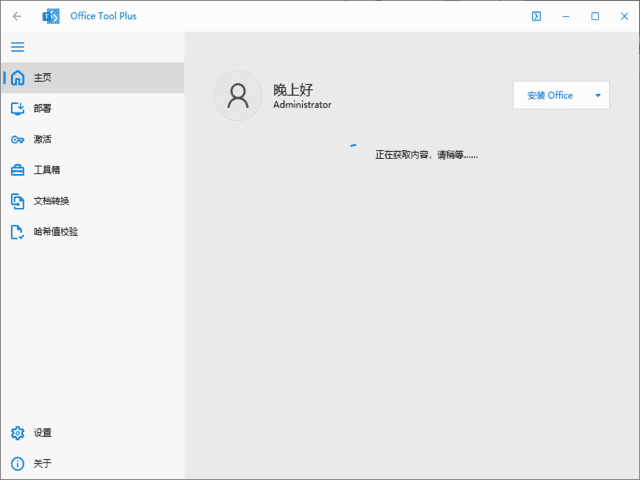 Office Tool Plus
主页
部署
激活
工具箱
文档转换
哈希值校验
设置
关于
晚上好
Administrator
安装 Office
正在获取内容，请稍等......